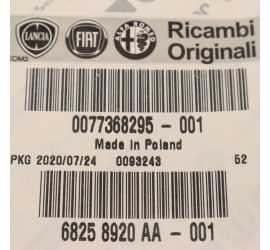 LANCIA FIAT ALFA ROMEO Ricambi
Originali
0077368295 - 001
Made in Poland
PKG 2020/07/24 0093243 52
6825 8920 AA - 001